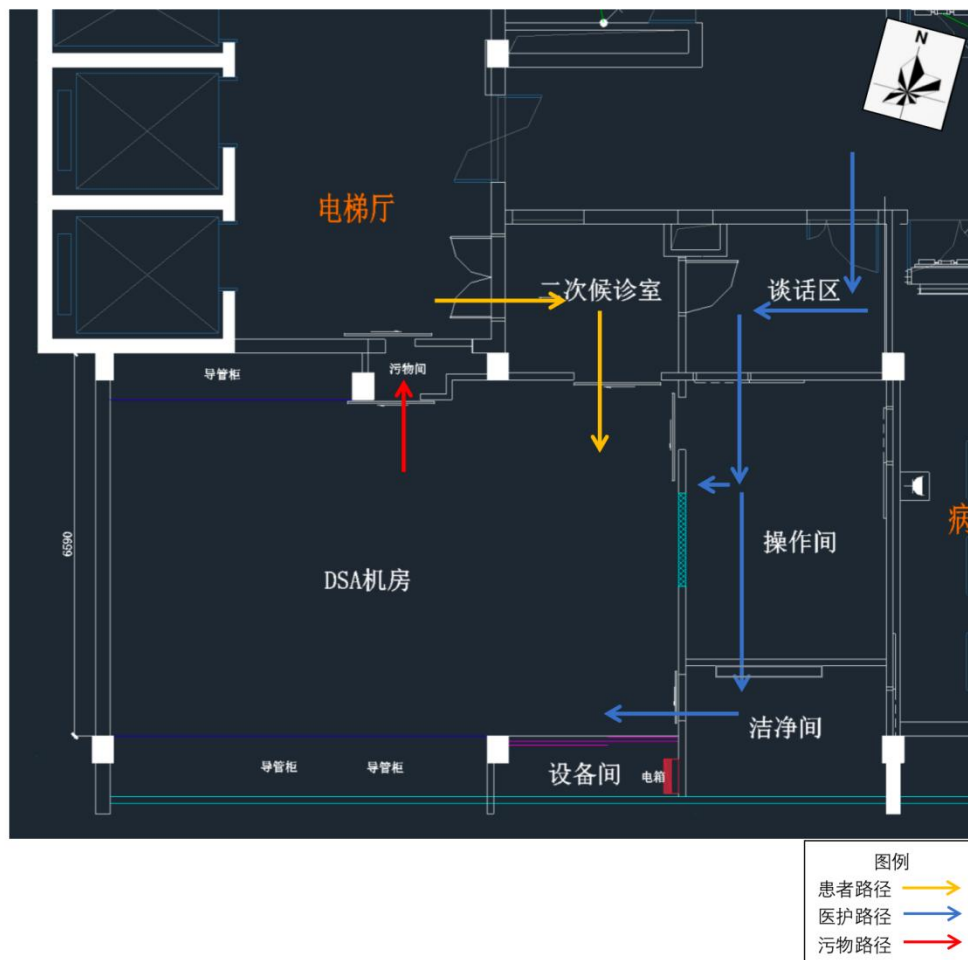 N
电梯厅
二次候诊室
谈话区
污物间
导管柜
6690
操作间
病
DSA机房
洁净间
导管柜
导管柜
设备间
电箱
图例
患者路径
医护路径
污物路径